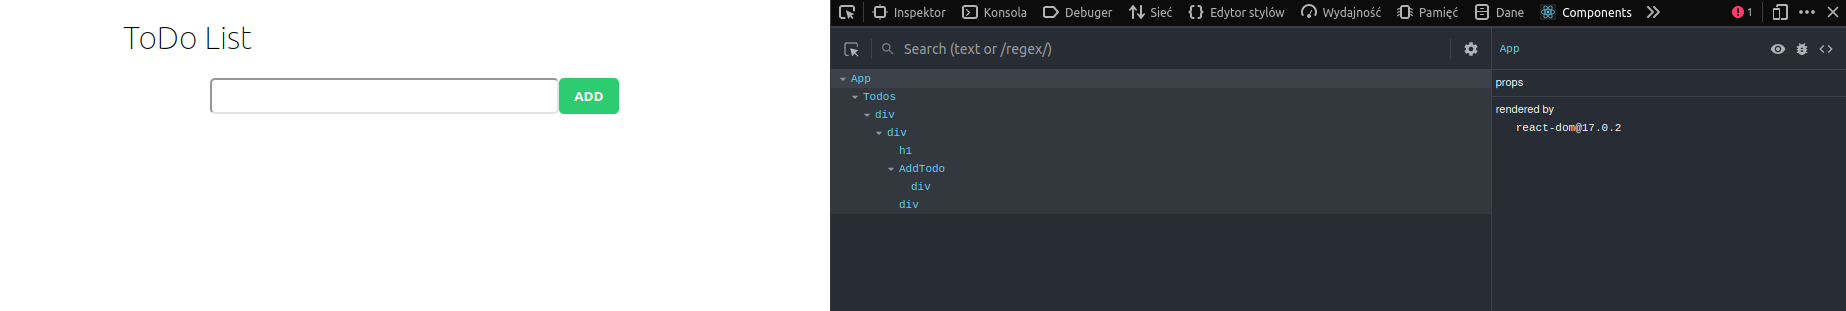 ToDo List
ADD
Inspektor Konsola Debuger Sieć Edytor stylów Wydajność Pamięć Dane Components 1
Search (text or /regex/)
App
Todos
div
div
h1
AddTodo
div
div
App
props
rendered by
react-dom@17.0.2